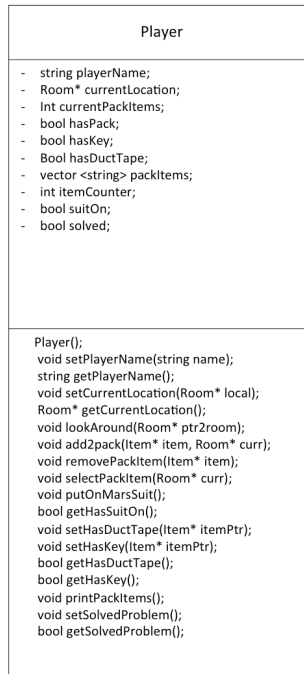 Player
- string playerName;
- Room* currentLocation;
- Int currentPackItems;
- bool hasPack;
- bool hasKey;
- Bool hasDuctTape;
- vector <string> packItems;
- int itemCounter;
- bool suitOn;
- bool solved;
Player();
void setPlayerName(string name);
string getPlayerName();
void setCurrentLocation(Room* local);
Room* getCurrentLocation();
void lookAround(Room* ptr2room);
void add2pack(Item* item, Room* curr);
void removePackItem(Item* item);
void selectPackItem(Room* curr);
void putOnMarsSuit();
bool getHasSuitOn();
void setHasDuctTape(Item* itemPtr);
void setHasKey(Item* itemPtr);
bool getHasDuctTape();
bool getHasKey();
void printPackItems();
void setSolvedProblem();
bool getSolvedProblem();